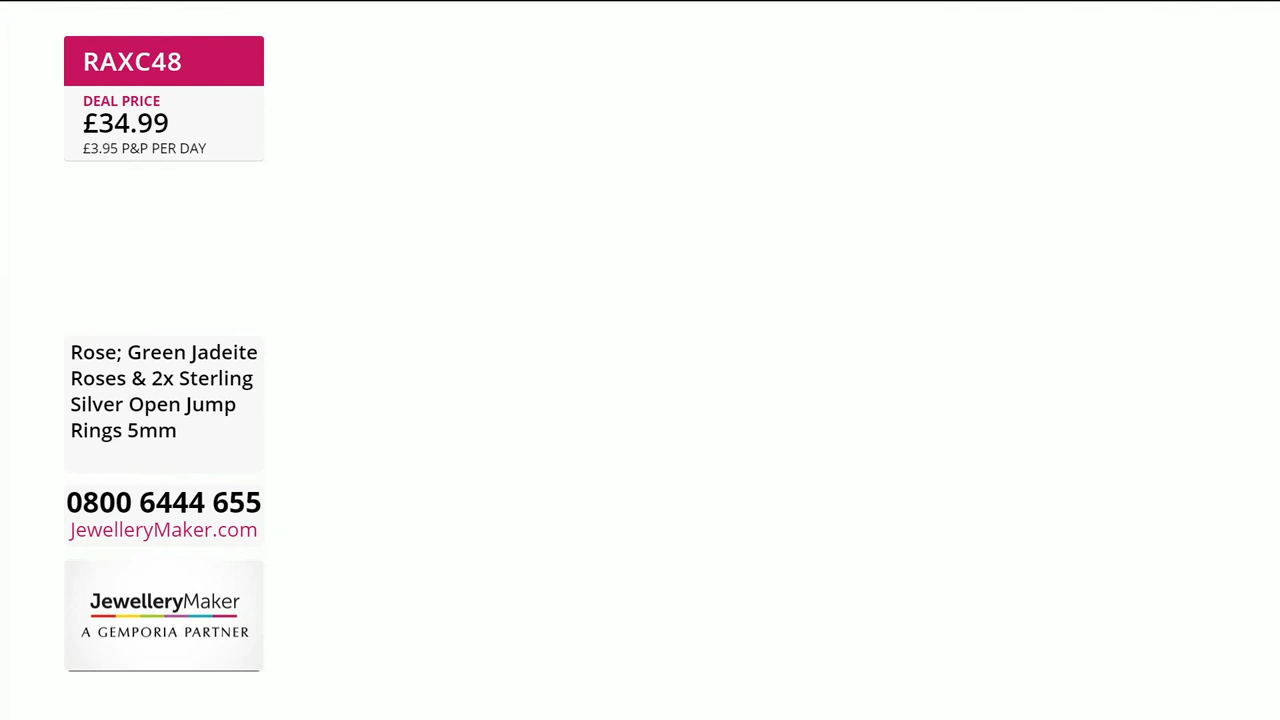 RAXC48
DEAL PRICE
£34.99
£3.95 P&P PER DAY
Rose; Green Jadeite
Roses & 2x Sterling
Silver Open Jump
Rings 5mm
0800 6444 655
JewelleryMaker.com
JewelleryMaker
A GEMPORIA PARTNER